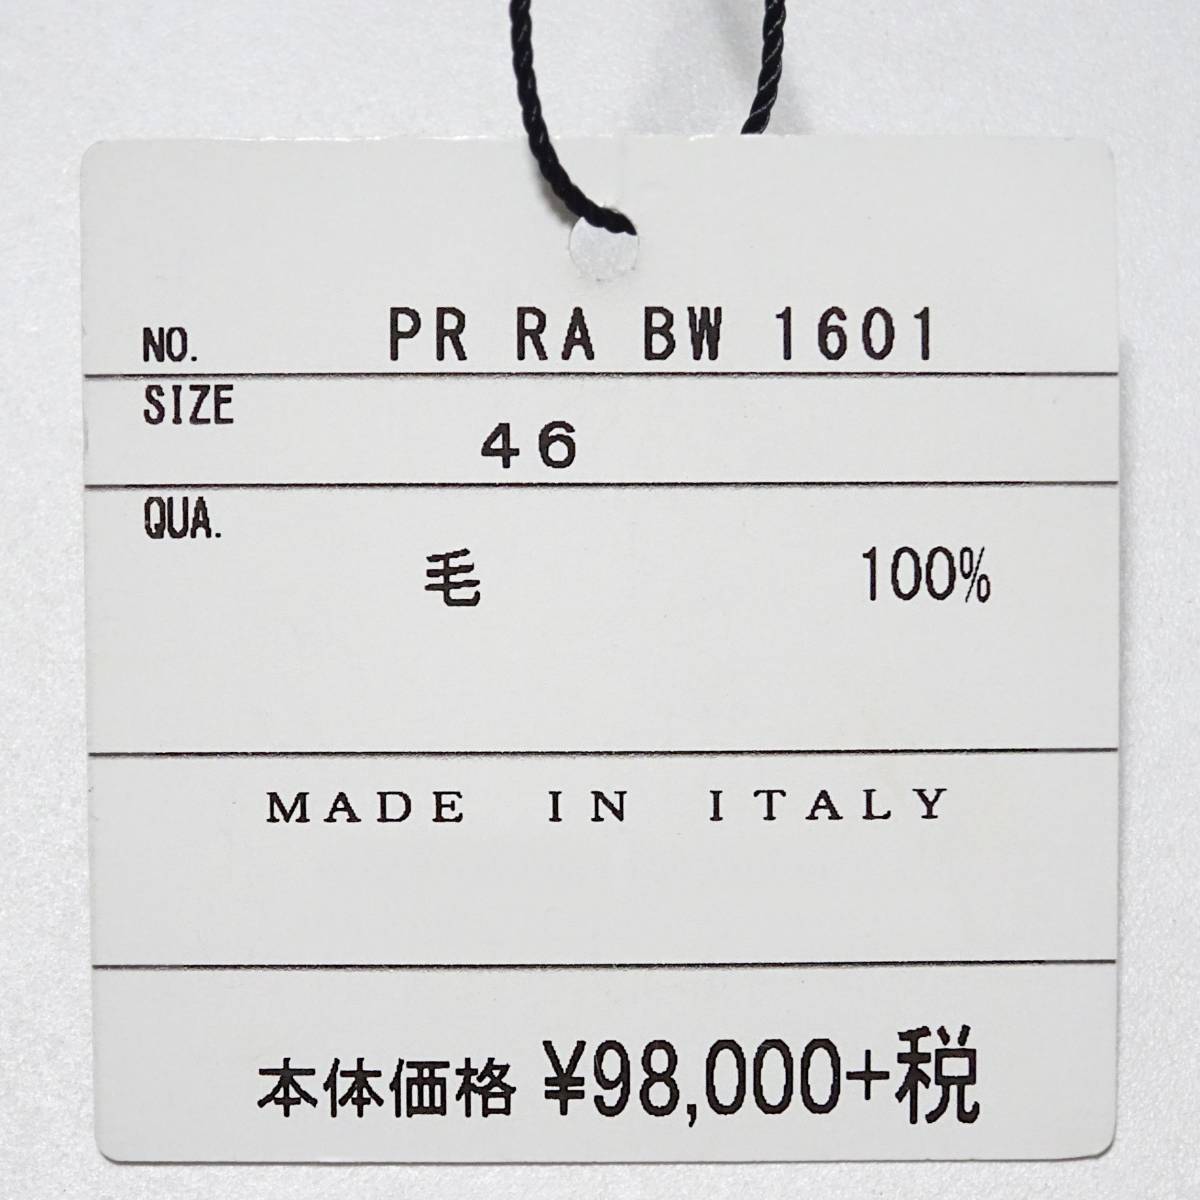 NO. PR RA BW 1601
SIZE
46
QUA.
毛 100%
MADE IN ITALY
本体価格 ¥98,000+税